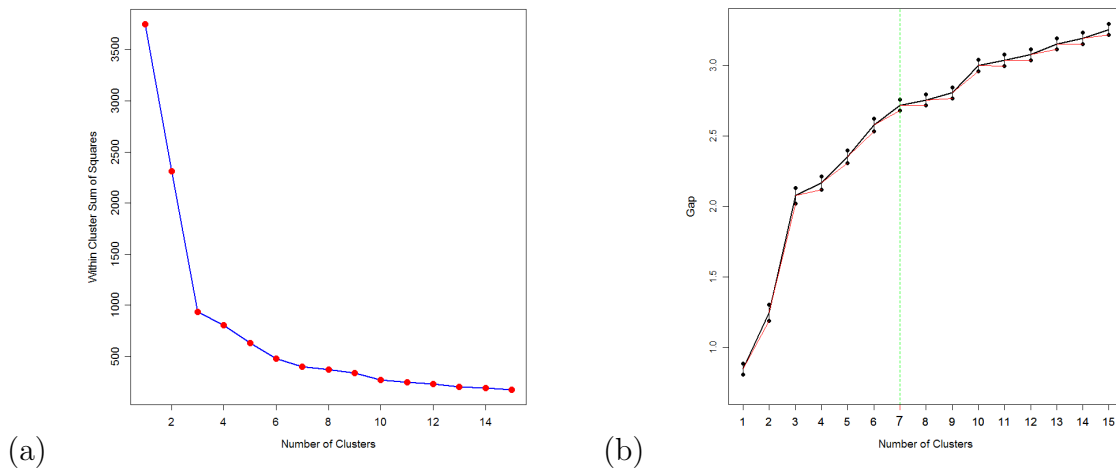 3500
3000
2500
2000
1500
1000
500
Within Cluster Sum of Squares
2 4 6 8 10 12 14
Number of Clusters
(a)
3.0
2.5
2.0
1.5
1.0
Gap
1 2 3 4 5 6 7 8 9 10 11 12 13 14 15
Number of Clusters
(b)